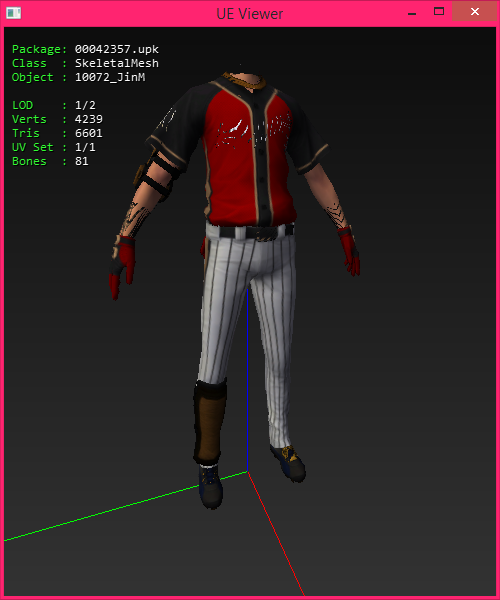 UE Viewer
Package: 00042357.upk
Class  : SkeletalMesh
Object : 10072_JinM
LOD    : 1/2
Verts  : 4239
Tris   : 6601
UV Set : 1/1
Bones  : 81